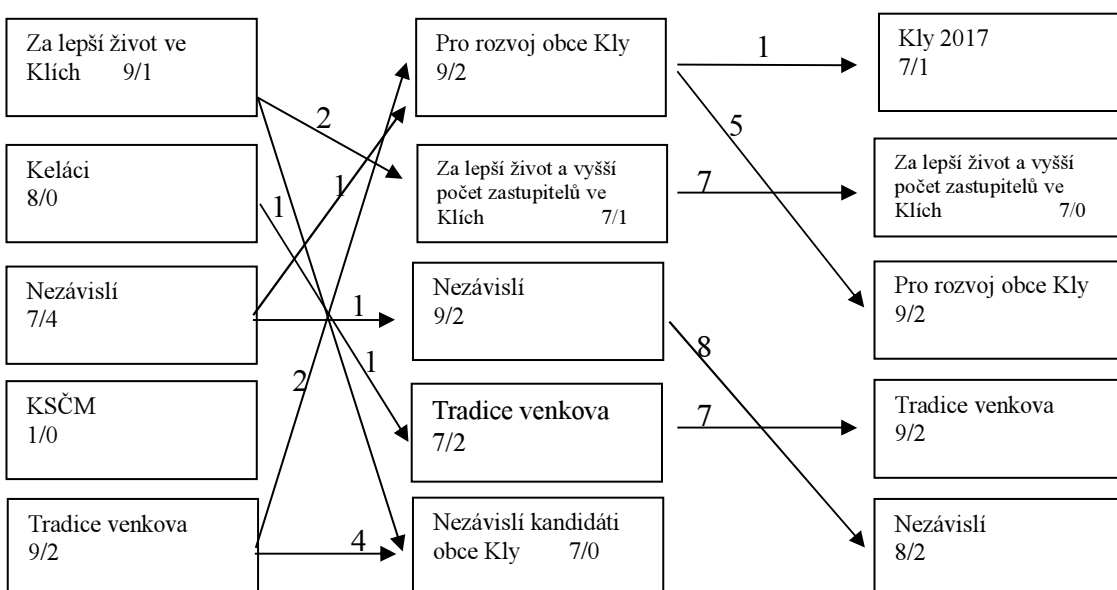 Za lepší život ve
Klích 9/1
Keláci
8/0
Nezávislí
7/4
KSČM
1/0
Tradice venkova
9/2
2
1
1
1
1
2
4
Pro rozvoj obce Kly
9/2
Za lepší život a vyšší
počet zastupitelů ve
Klích 7/1
Nezávislí
9/2
Tradice venkova
7/2
Nezávislí kandidáti
obce Kly 7/0
1
5
7
8
7
Kly 2017
7/1
Za lepší život a vyšší
počet zastupitelů ve
Klích 7/0
Pro rozvoj obce Kly
9/2
Tradice venkova
9/2
Nezávislí
8/2